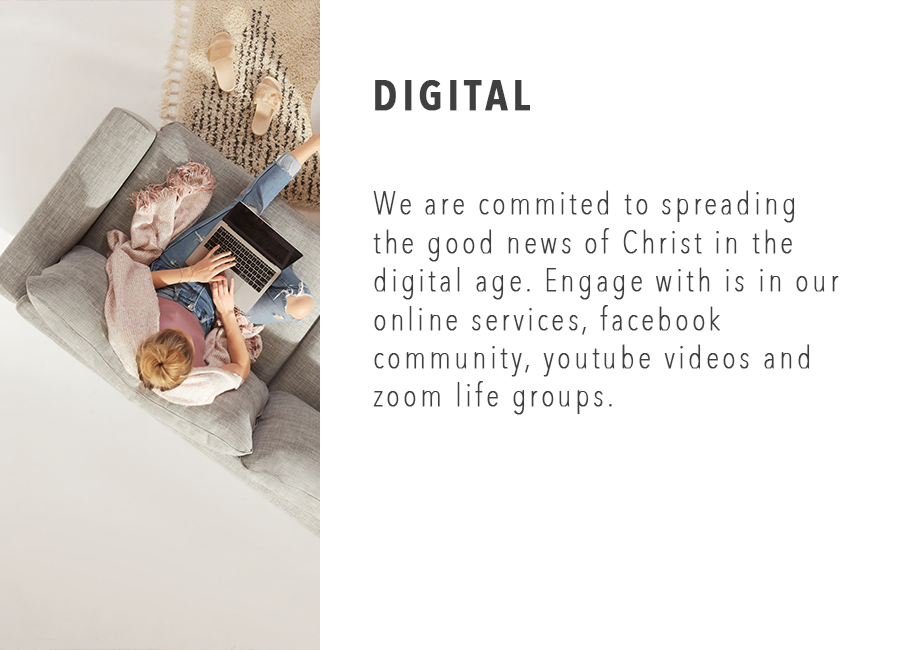 DIGITAL
We are commited to spreading
the good news of Christ in the
digital age. Engage with is in our
online services, facebook
community, youtube videos and
zoom life groups.